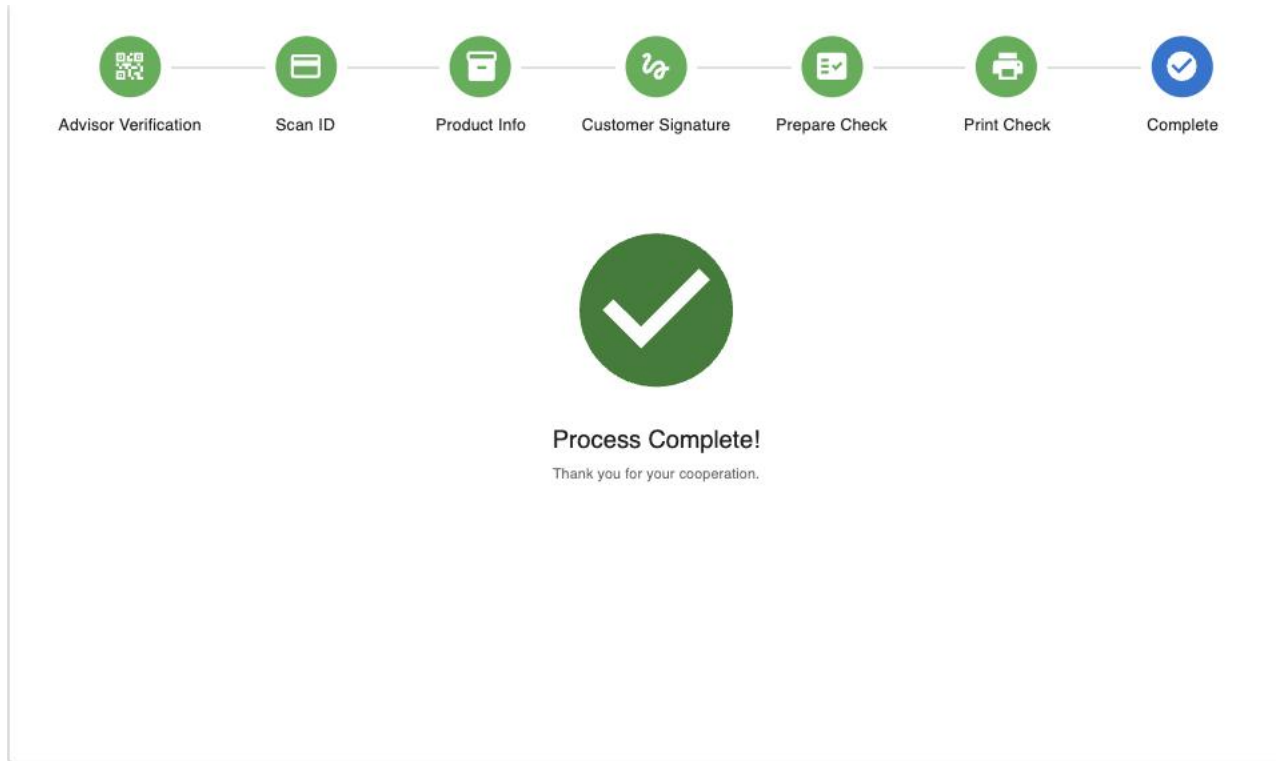 Advisor Verification
Scan ID
Product Info
Customer Signature
Prepare Check
Print Check
Complete
Process Complete!
Thank you for your cooperation.